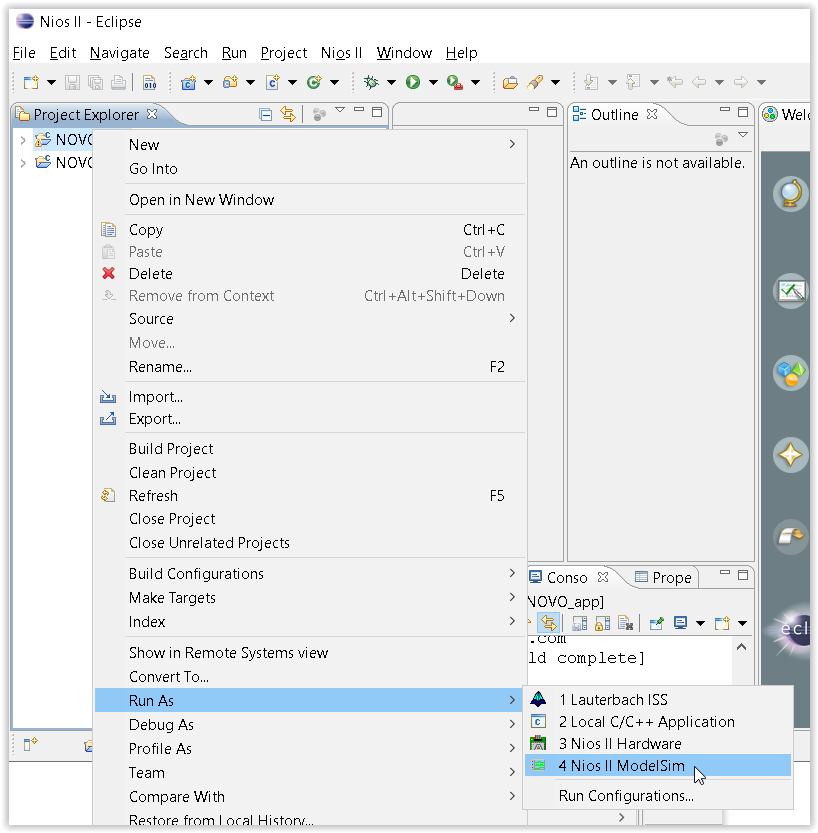 Nios II - Eclipse
File Edit Navigate Search Run Project Nios II Window Help
Project Explorer
Outline
An outline is not available.
New
Go Into
Open in New Window
Copy Ctrl+C
Paste Ctrl+V
Delete Delete
Remove from Context Ctrl+Alt+Shift+Down
Source
Move...
Rename... F2
Import...
Export...
Build Project
Clean Project
Refresh F5
Close Project
Close Unrelated Projects
Build Configurations
Make Targets
Index
Show in Remote Systems view
Convert To...
Run As
Debug As
Profile As
Team
Compare With
Restore from Local History...
Conso Prope
NOVO_app]
.com
ld complete]
1 Lauterbach ISS
2 Local C/C++ Application
3 Nios II Hardware
4 Nios II ModelSim
Run Configurations...